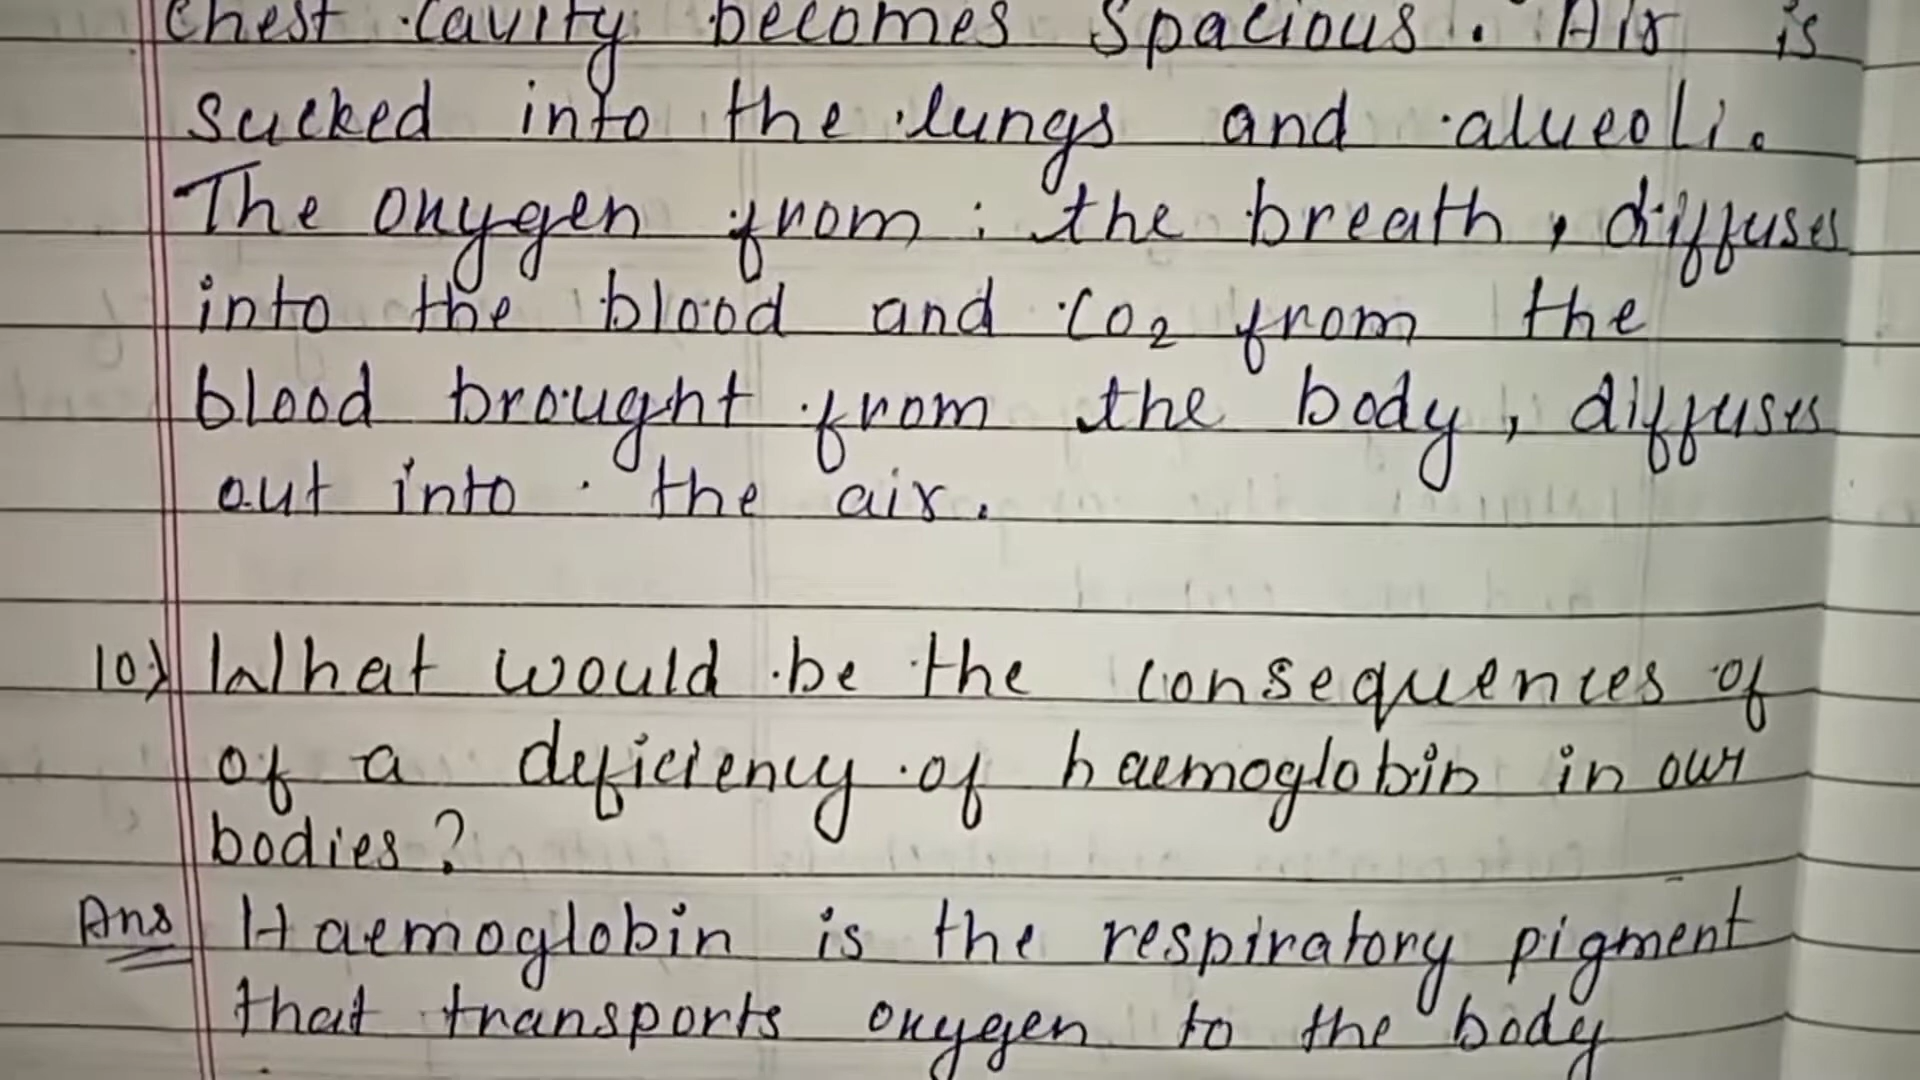 chest cavity becomes spacious. Air is
sucked into the lungs and alveoli.
The oxygen from the breath, diffuses
into the blood and CO2 from the
blood brought from the body, diffuses
out into the air.
10) What would be the consequences of
of a deficiency of haemoglobin in our
bodies?
Ans Haemoglobin is the respiratory pigment
that transports oxygen to the body